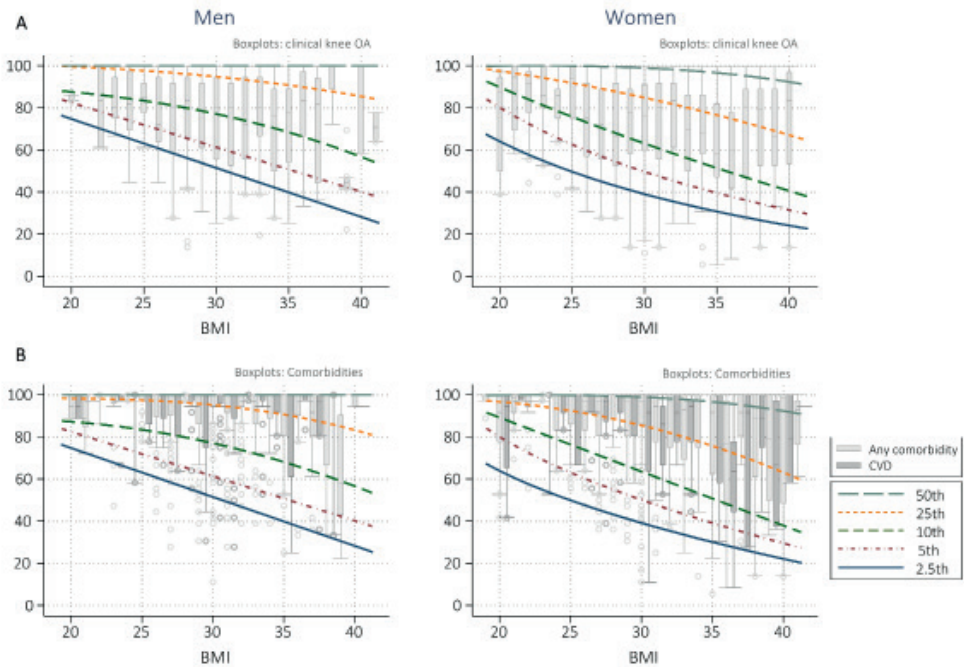 Men
Women
A
Boxplots: clinical knee OA
Boxplots: clinical knee OA
100
80
60
40
20
0
20 25 30 35 40
BMI
100
80
60
40
20
0
20 25 30 35 40
BMI
B
Boxplots: Comorbidities
Boxplots: Comorbidities
100
80
60
40
20
0
20 25 30 35 40
BMI
100
80
60
40
20
0
20 25 30 35 40
BMI
Any comorbidity
CVD
50th
25th
10th
5th
2.5th